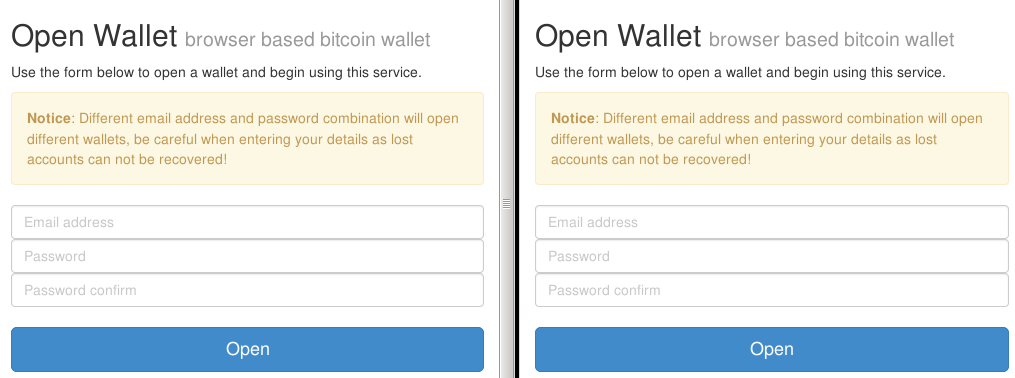 Open Wallet browser based bitcoin wallet
Use the form below to open a wallet and begin using this service.
Notice: Different email address and password combination will open
different wallets, be careful when entering your details as lost
accounts can not be recovered!
Email address
Password
Password confirm
Open
Open Wallet browser based bitcoin wallet
Use the form below to open a wallet and begin using this service.
Notice: Different email address and password combination will open
different wallets, be careful when entering your details as lost
accounts can not be recovered!
Email address
Password
Password confirm
Open